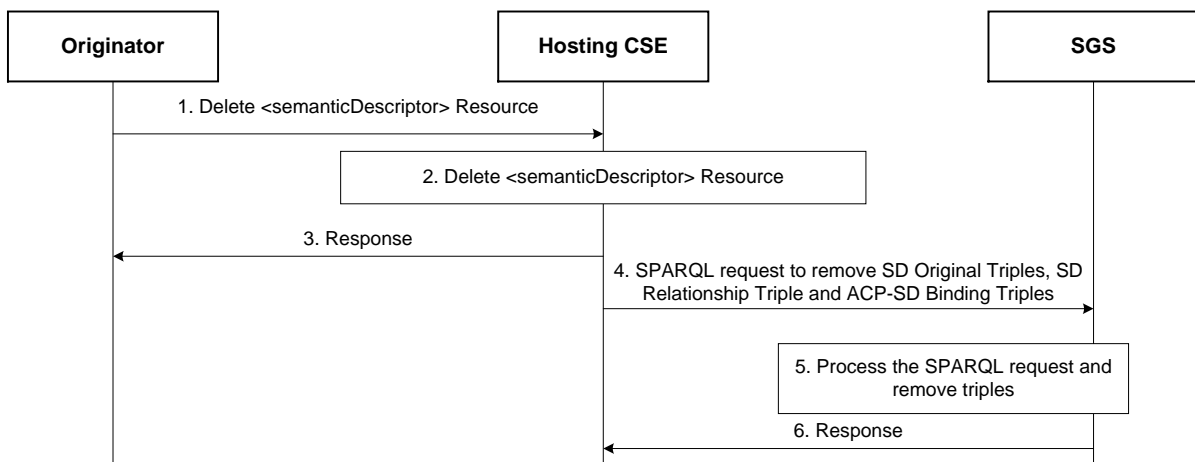 Originator
Hosting CSE
SGS
1. Delete <semanticDescriptor> Resource
2. Delete <semanticDescriptor> Resource
3. Response
4. SPARQL request to remove SD Original Triples, SD
Relationship Triple and ACP-SD Binding Triples
5. Process the SPARQL request and
remove triples
6. Response